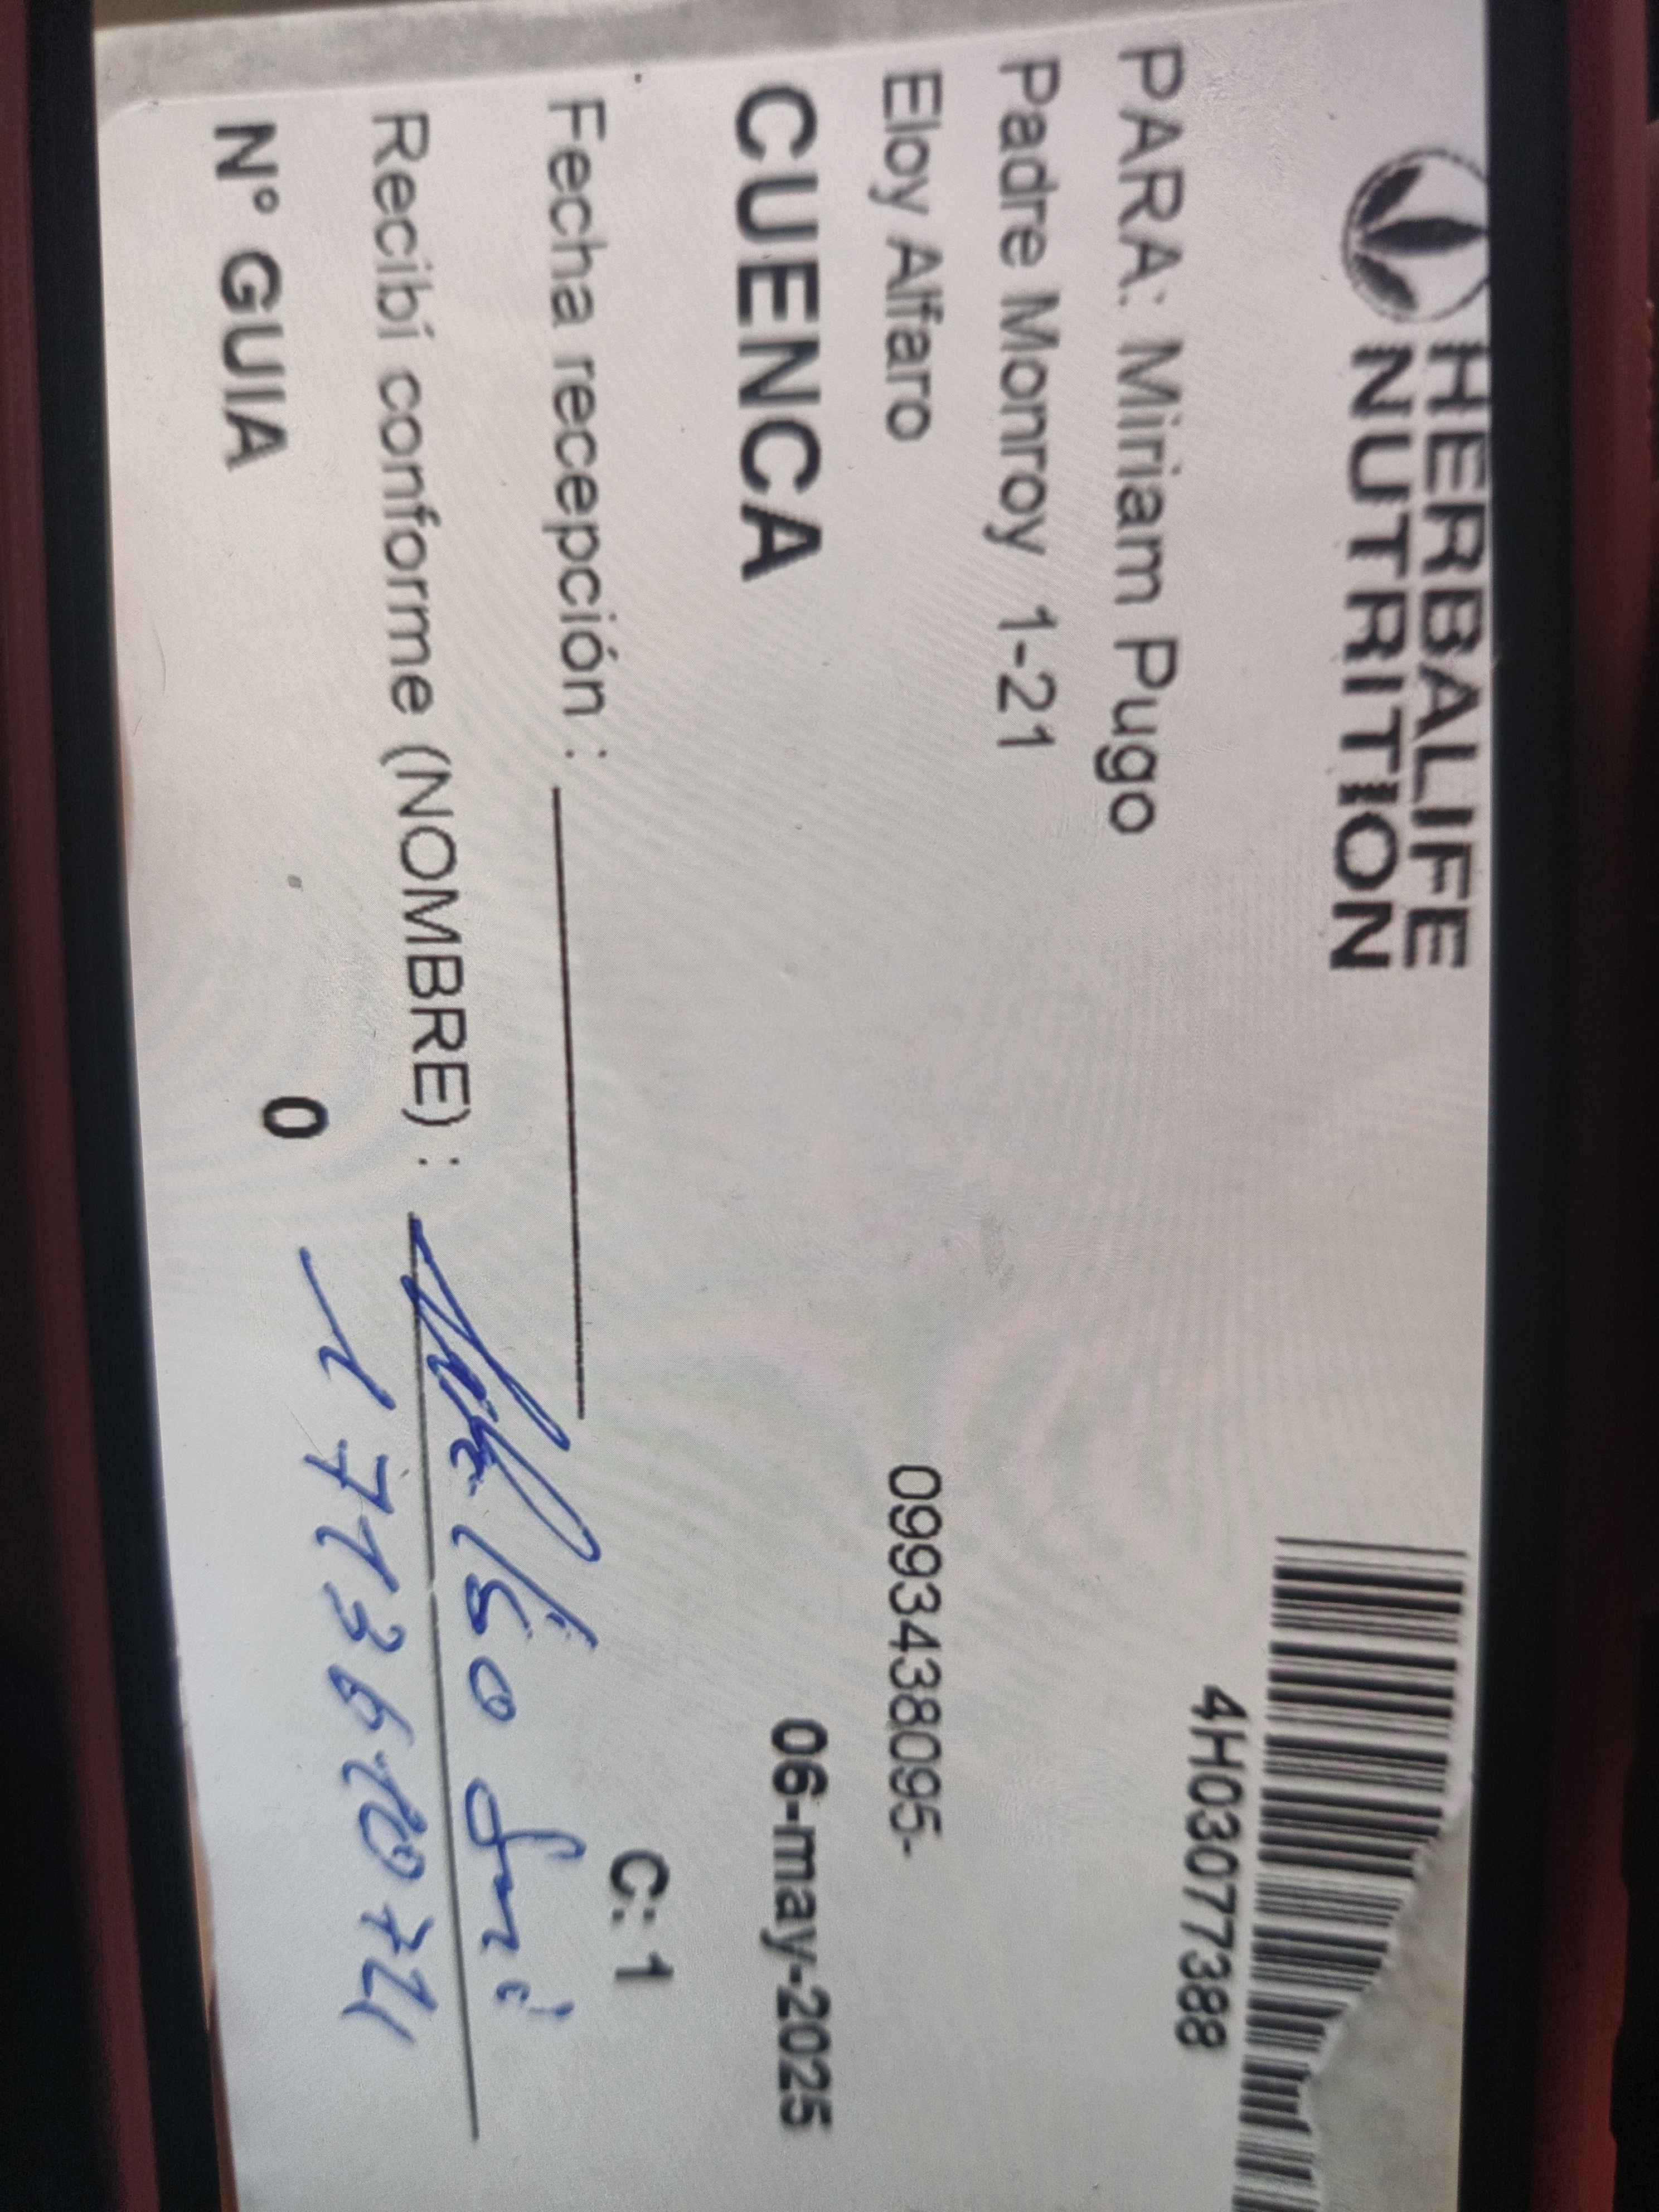 HERBALIFE
NUTRITION
4H03077388
PARA: Miriam Pugo
Padre Monroy 1-21
Eloy Alfaro
0993438095-
CUENCA
06-may-2025
C: 1
Fecha recepción :
Recibí conforme (NOMBRE) :
N° GUIA
0